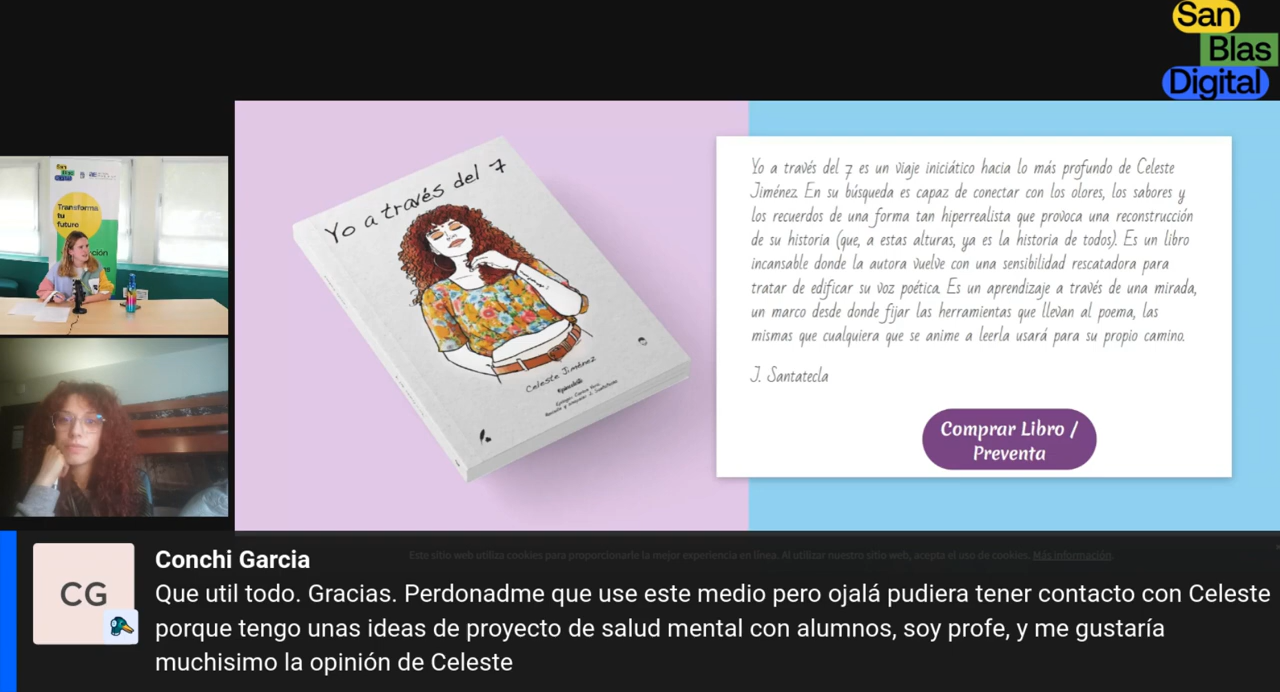 San
Blas
Digital
San
Blas
Digital
Transforma
tu
futuro
Yo a través del 7
Celeste Jiménez
Yo a través del 7 es un viaje iniciático hacia lo más profundo de Celeste
Jiménez. En su búsqueda es capaz de conectar con los olores, los sabores y
los recuerdos de una forma tan hiperrealista que provoca una reconstrucción
de su historia (que, a estas alturas, ya es la historia de todos). Es un libro
incansable donde la autora vuelve con una sensibilidad rescatadora para
tratar de edificar su voz poética. Es un aprendizaje a través de una mirada,
un marco desde donde fijar las herramientas que llevan al poema, las
mismas que cualquiera que se anime a leerla usará para su propio camino.
J. Santatecla
Comprar Libro /
Preventa
Este sitio web utiliza cookies para proporcionarle la mejor experiencia en línea. Al utilizar nuestro sitio web, acepta el uso de cookies. Más información.
CG
Conchi Garcia
Que util todo. Gracias. Perdonadme que use este medio pero ojalá pudiera tener contacto con Celeste
porque tengo unas ideas de proyecto de salud mental con alumnos, soy profe, y me gustaría
muchisimo la opinión de Celeste